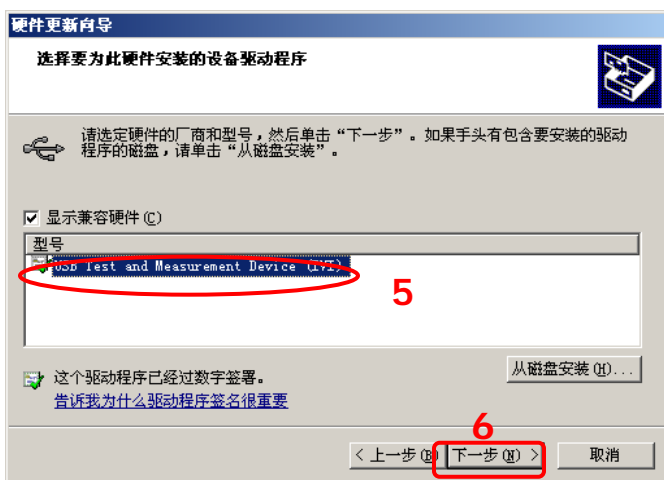 硬件更新向导
选择要为此硬件安装的设备驱动程序
请选定硬件的厂商和型号，然后单击“下一步”。如果手头有包含要安装的驱动
程序的磁盘，请单击“从磁盘安装”。
显示兼容硬件(C)
型号
USB Test and Measurement Device (IVI)
5
这个驱动程序已经过数字签署。
从磁盘安装(H)...
告诉我为什么驱动程序签名很重要
6
< 上一步(B)
下一步(N) >
取消